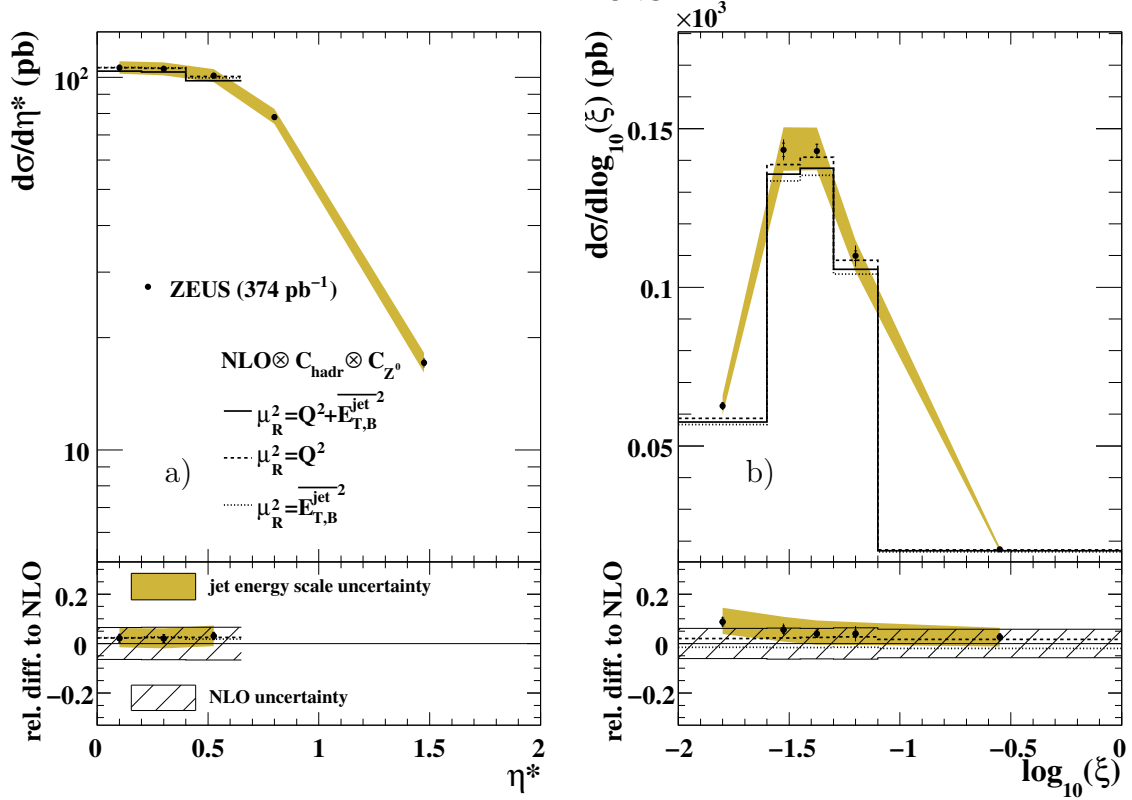 ×10³
dσ/dη* (pb)
10²
10
ZEUS (374 pb⁻¹)
NLO⊗ C_hadr ⊗ C_Z⁰
μ_R²=Q²+E_T,B^jet ²
μ_R²=Q²
μ_R²=E_T,B^jet ²
a)
rel. diff. to NLO
0.2
0
−0.2
jet energy scale uncertainty
NLO uncertainty
0 0.5 1 1.5 2
η*
dσ/dlog₁₀(ξ) (pb)
0.15
0.1
0.05
b)
rel. diff. to NLO
0.2
0
−0.2
−2 −1.5 −1 −0.5 0
log₁₀(ξ)